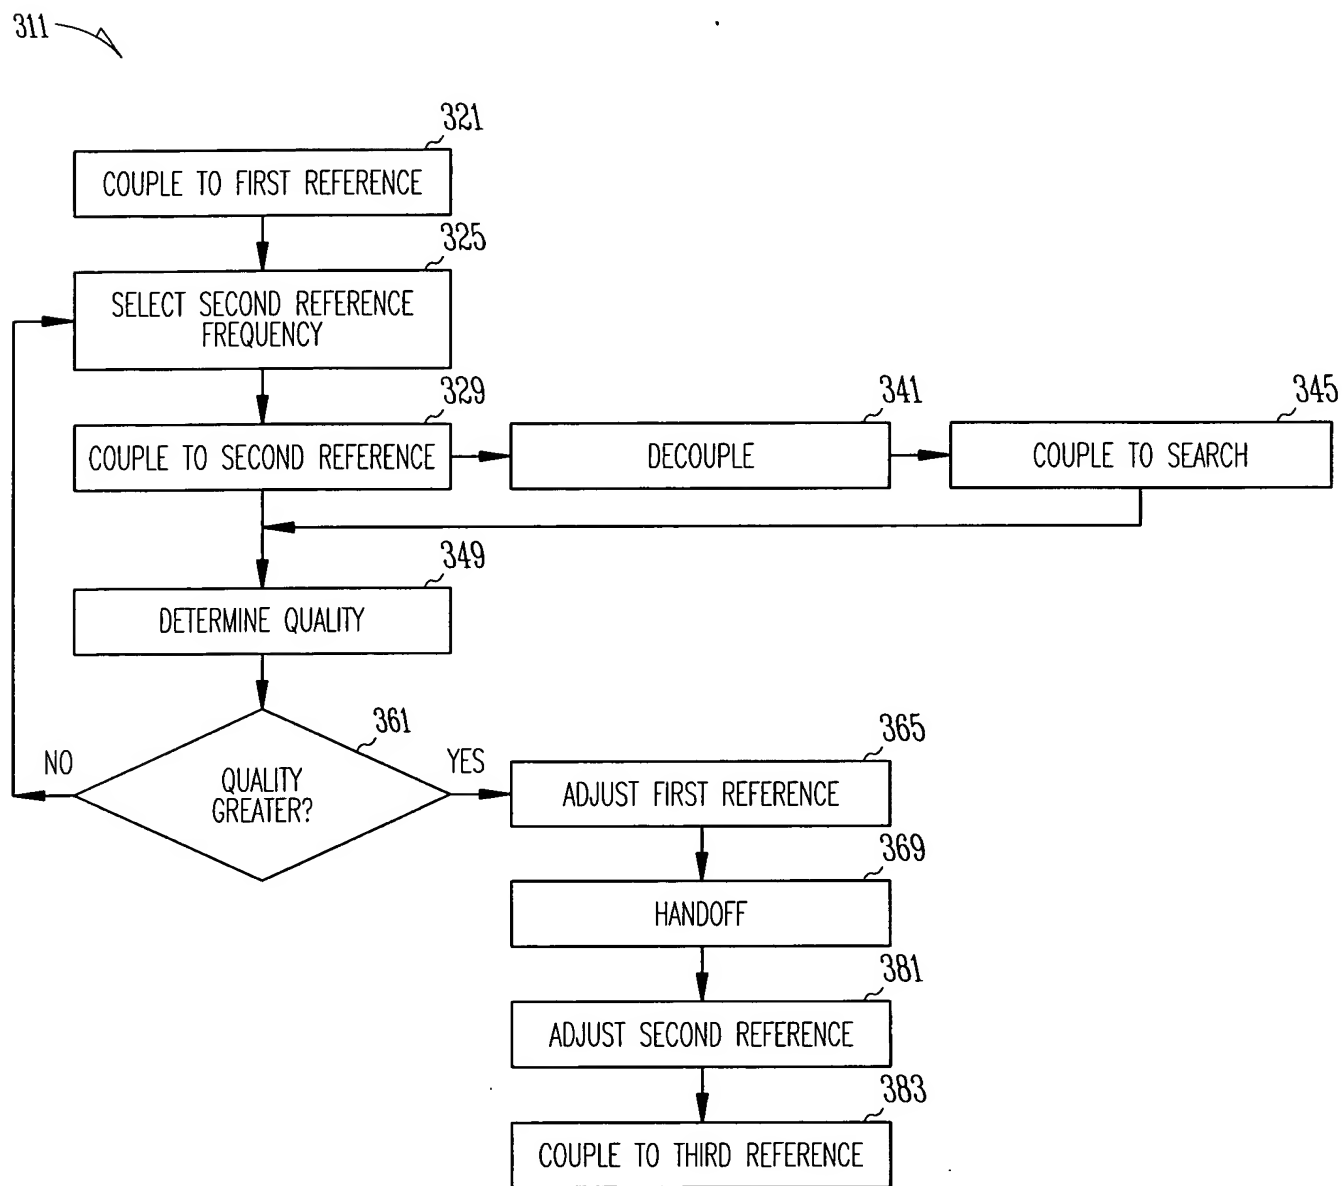 311
321
COUPLE TO FIRST REFERENCE
325
SELECT SECOND REFERENCE
FREQUENCY
329
COUPLE TO SECOND REFERENCE
341
DECOUPLE
345
COUPLE TO SEARCH
349
DETERMINE QUALITY
361
QUALITY
GREATER?
NO
YES
365
ADJUST FIRST REFERENCE
369
HANDOFF
381
ADJUST SECOND REFERENCE
383
COUPLE TO THIRD REFERENCE